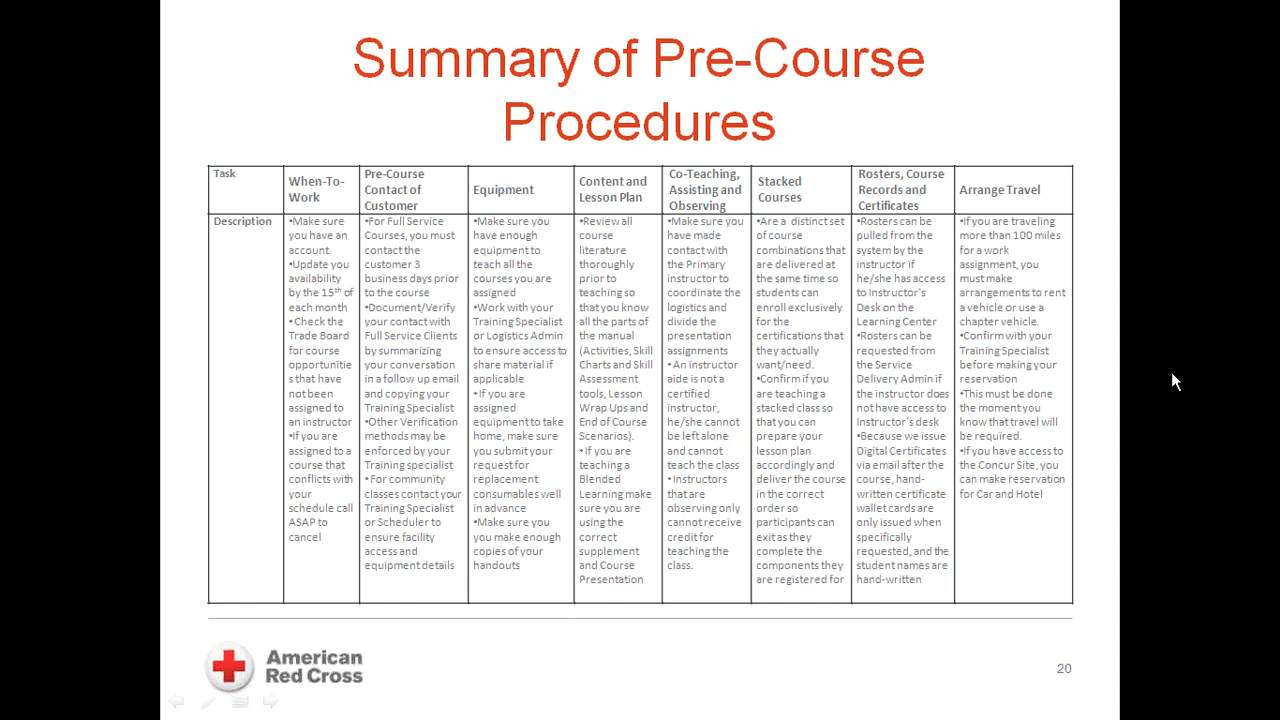 Summary of Pre-Course
Procedures
Task
When-To-
Work
Pre-Course
Contact of
Customer
Equipment
Content and
Lesson Plan
Co-Teaching,
Assisting and
Observing
Stacked
Courses
Rosters, Course
Records and
Certificates
Arrange Travel
Description
•Make sure
you have an
account
•Update you
availability
by the 15th of
each month
• Check the
Trade Board
for course
opportunitie
s that have
not been
assigned to
an instructor
•If you are
assigned to a
course that
conflicts with
your
schedule call
ASAP to
cancel
•For Full Service
Courses, you must
contact the
customer 3
business days prior
to the course
•Document/Verify
your contact with
Full Service Clients
by summarizing
your conversation
in a follow up email
and copying your
Training Specialist
•Other Verification
methods may be
enforced by your
Training specialist
• For community
classes contact your
Training Specialist
or Scheduler to
ensure facility
access and
equipment details
•Make sure you
have enough
equipment to
teach all the
courses you are
assigned
•Work with your
Training Specialist
or Logistics Admin
to ensure access to
share material if
applicable
• If you are
assigned
equipment to take
home, make sure
you submit your
request for
replacement
consumables well
in advance
•Make sure you
you make enough
copies of your
handouts
•Review all
course
literature
thoroughly
prior to
teaching so
that you know
all the parts of
the manual
(Activities, Skill
Charts and Skill
Assessment
tools, Lesson
Wrap Ups and
End of Course
Scenarios).
• If you are
teaching a
Blended
Learning make
sure you are
using the
correct
supplement
and Course
Presentation
•Make sure you
have made
contact with
the Primary
instructor to
coordinate the
logistics and
divide the
presentation
assignments
• An instructor
aide is not a
certified
instructor,
he/she cannot
be left alone
and cannot
teach the class
• Instructors
that are
observing only
cannot receive
credit for
teaching the
class.
•Are a distinct set
of course
combinations that
are delivered at
the same time so
students can
enroll exclusively
for the
certifications that
they actually
want/need.
•Confirm if you
are teaching a
stacked class so
that you can
prepare your
lesson plan
accordingly and
deliver the course
in the correct
order so
participants can
exit as they
complete the
components they
are registered for
•Rosters can be
pulled from the
system by the
instructor if
he/she has access
to Instructor's
Desk on the
Learning Center
•Rosters can be
requested from
the Service
Delivery Admin if
the instructor does
not have access to
Instructor's desk
•Because we issue
Digital Certificates
via email after the
course, hand-
written certificate
wallet cards are
only issued when
specifically
requested, and the
student names are
hand-written
•If you are traveling
more than 100 miles
for a work
assignment, you
must make
arrangements to rent
a vehicle or use a
chapter vehicle.
•Confirm with your
Training Specialist
before making your
reservation
•This must be done
the moment you
know that travel will
be required.
•If you have access to
the Concur Site, you
can make reservation
for Car and Hotel
American
Red Cross
20